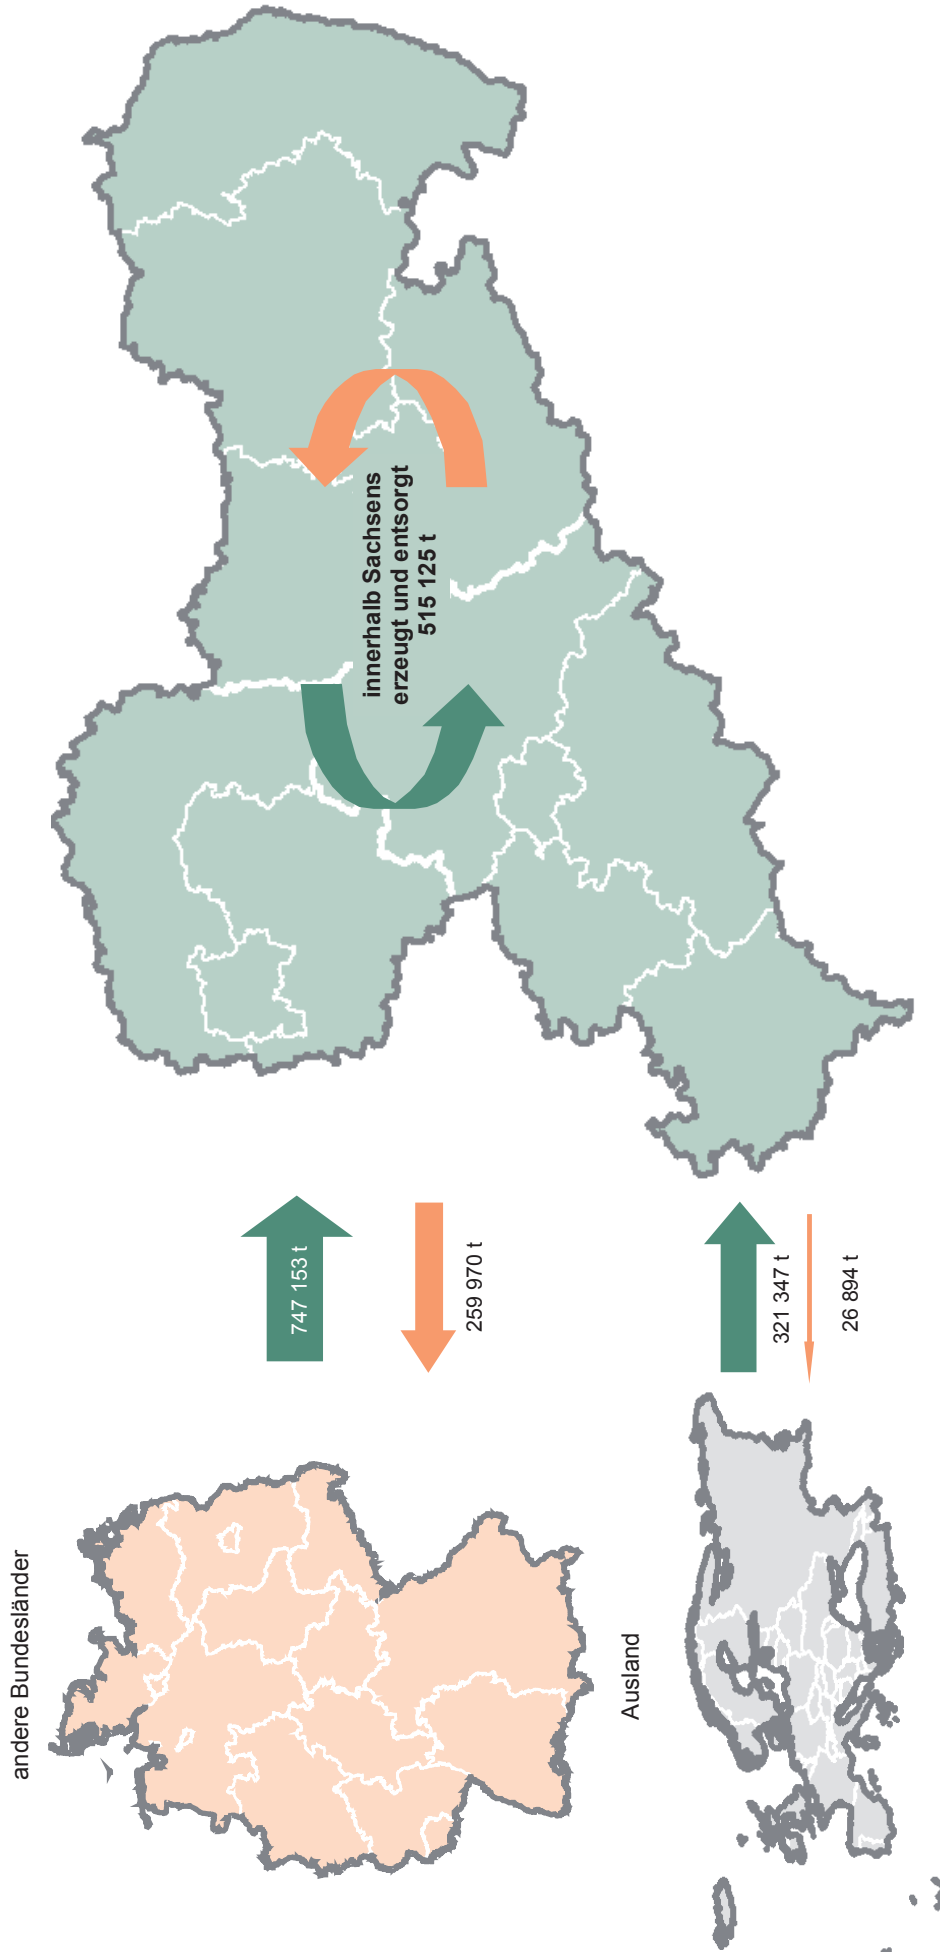 andere Bundesländer
747 153 t
259 970 t
innerhalb Sachsens
erzeugt und entsorgt
515 125 t
Ausland
321 347 t
26 894 t